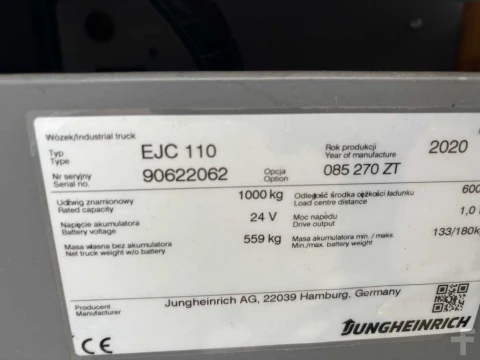 Wózek/Industrial truck
Typ
Type
EJC 110
Rok produkcji
Year of manufacture
2020
Nr seryjny
Serial no.
90622062
Opcja
Option
085 270 ZT
Udźwig znamionowy
Rated capacity
1000 kg
Odległość środka ciężkości ładunku
Load centre distance
600
Napięcie akumulatora
Battery voltage
24 V
Moc napędu
Drive output
1,0
Masa własna bez akumulatora
Net truck weight w/o battery
559 kg
Masa akumulatora min. / maks.
Min./max. battery weight
133/180k
Producent
Manufacturer
Jungheinrich AG, 22039 Hamburg, Germany
CE
JUNGHEINRICH